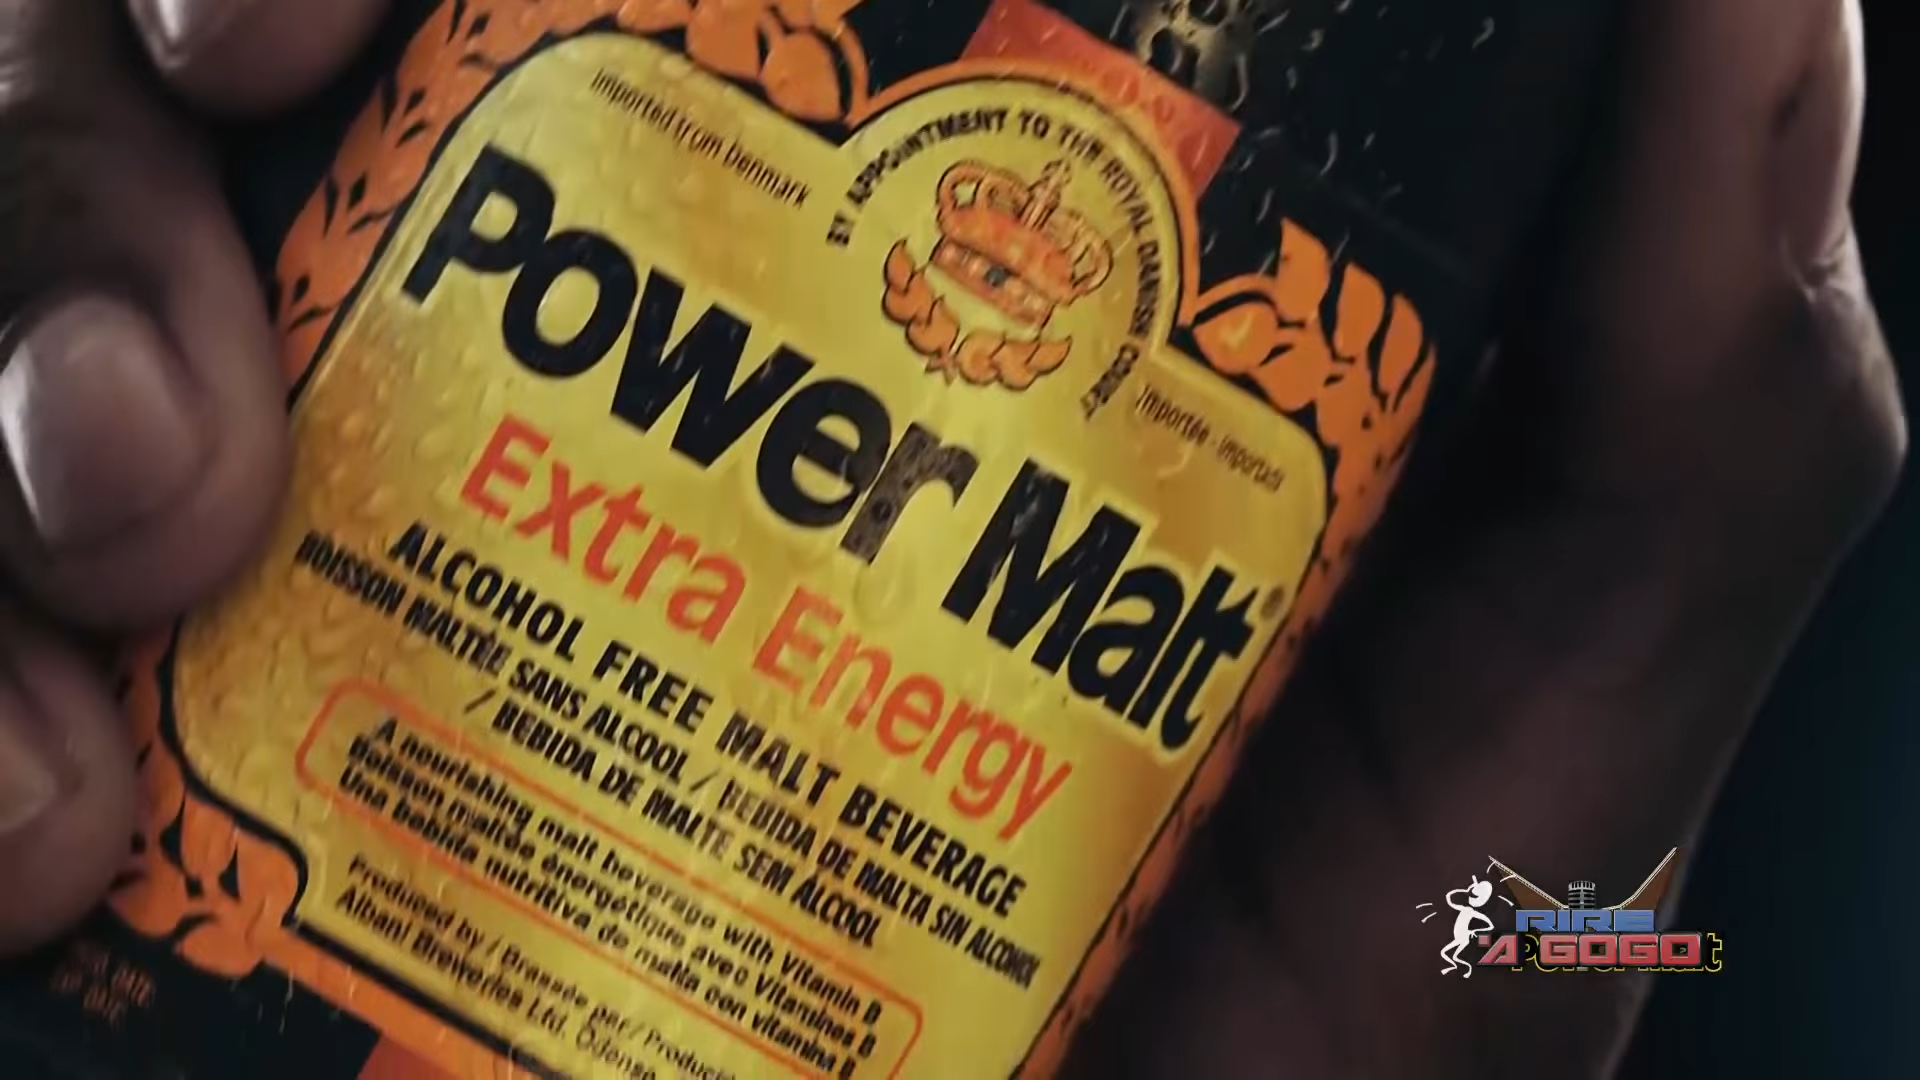 Imported from Denmark
BY APPOINTMENT TO THE ROYAL DANISH COURT
Importée - Importada
Power Malt
Extra Energy
ALCOHOL FREE MALT BEVERAGE
BOISSON MALTÉE SANS ALCOOL / BEBIDA DE MALTA SIN ALCOHOL
/ BEBIDA DE MALTE SEM ÁLCOOL
A nourishing malt beverage with Vitamin B
Boisson maltée énergétique avec Vitamines B
Una bebida nutritiva de malta con vitamina B
Produced by / Brassée par / Producida
Albani Breweries Ltd. Odense
RIRE
'A GOGO